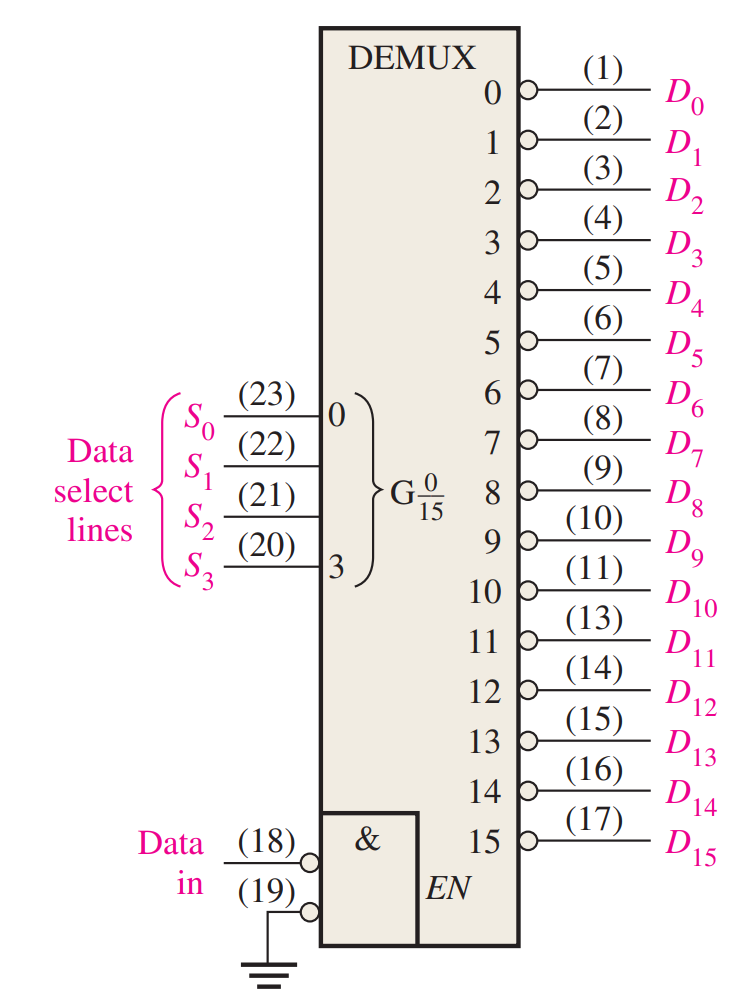 DEMUX
0 (1) D0
1 (2) D1
2 (3) D2
3 (4) D3
4 (5) D4
5 (6) D5
6 (7) D6
7 (8) D7
8 (9) D8
9 (10) D9
10 (11) D10
11 (13) D11
12 (14) D12
13 (15) D13
14 (16) D14
15 (17) D15
Data
select
lines
S0 (23) 0
S1 (22)
S2 (21)
S3 (20) 3
G 0/15
Data
in
(18)
(19)
&
EN